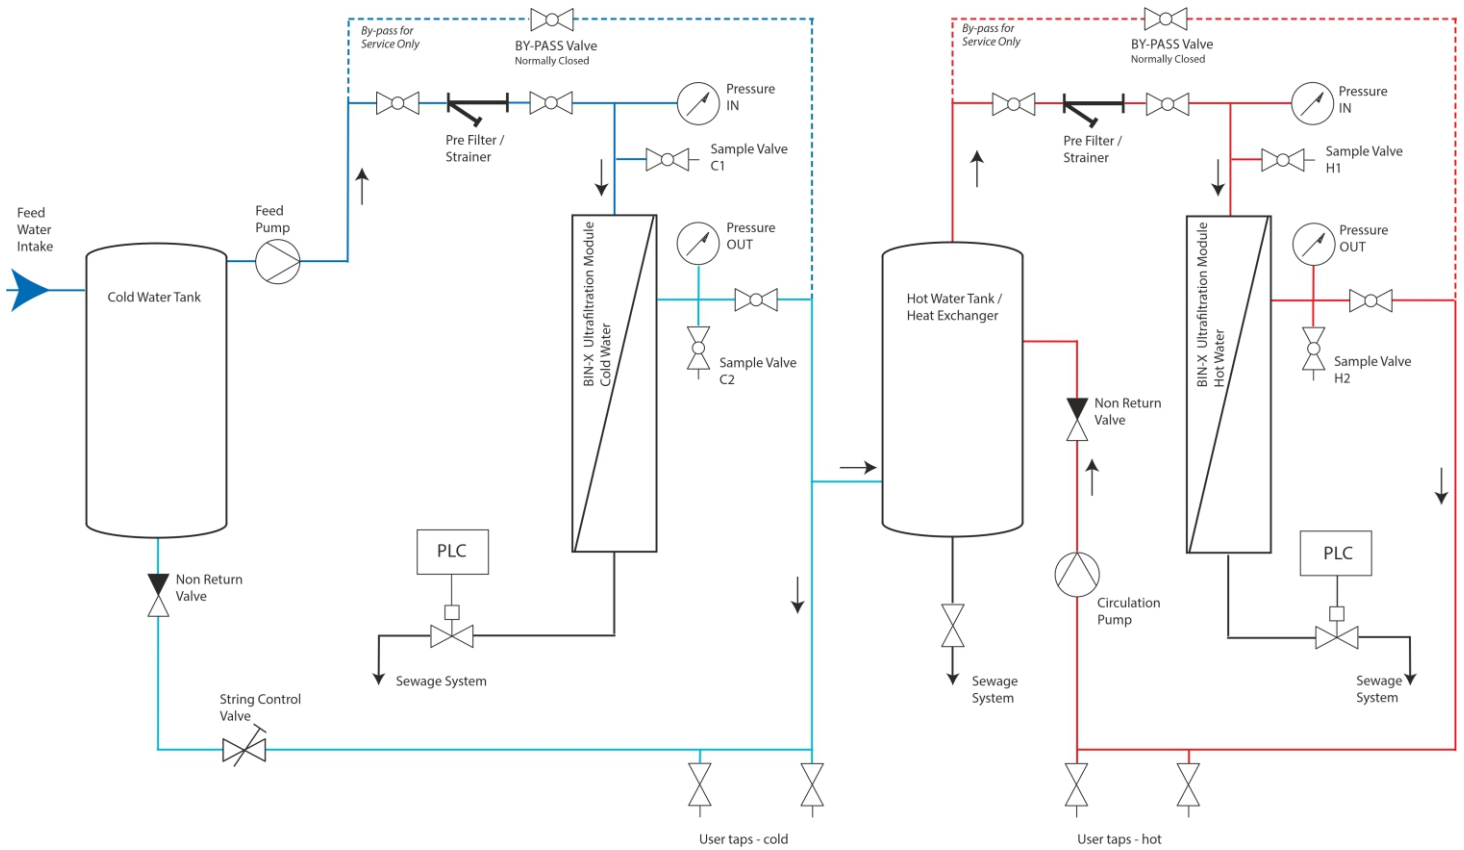 By-pass for
Service Only
BY-PASS Valve
Normally Closed
Pressure
IN
Pre Filter /
Strainer
Sample Valve
C1
Feed
Water
Intake
Feed
Pump
Cold Water Tank
BIN-X Ultrafiltration Module
Cold Water
Pressure
OUT
Sample Valve
C2
PLC
Non Return
Valve
Sewage System
String Control
Valve
User taps - cold
By-pass for
Service Only
BY-PASS Valve
Normally Closed
Pressure
IN
Pre Filter /
Strainer
Sample Valve
H1
Hot Water Tank /
Heat Exchanger
BIN-X Ultrafiltration Module
Hot Water
Pressure
OUT
Sample Valve
H2
Non Return
Valve
PLC
Circulation
Pump
Sewage
System
Sewage
System
User taps - hot